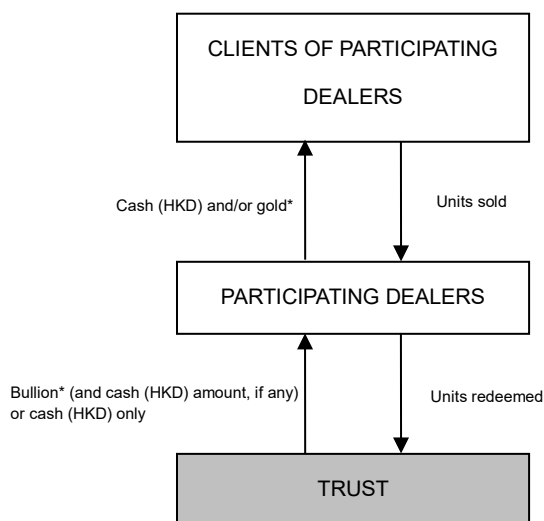 CLIENTS OF PARTICIPATING
DEALERS
Cash (HKD) and/or gold*
Units sold
PARTICIPATING DEALERS
Bullion* (and cash (HKD) amount, if any)
or cash (HKD) only
Units redeemed
TRUST